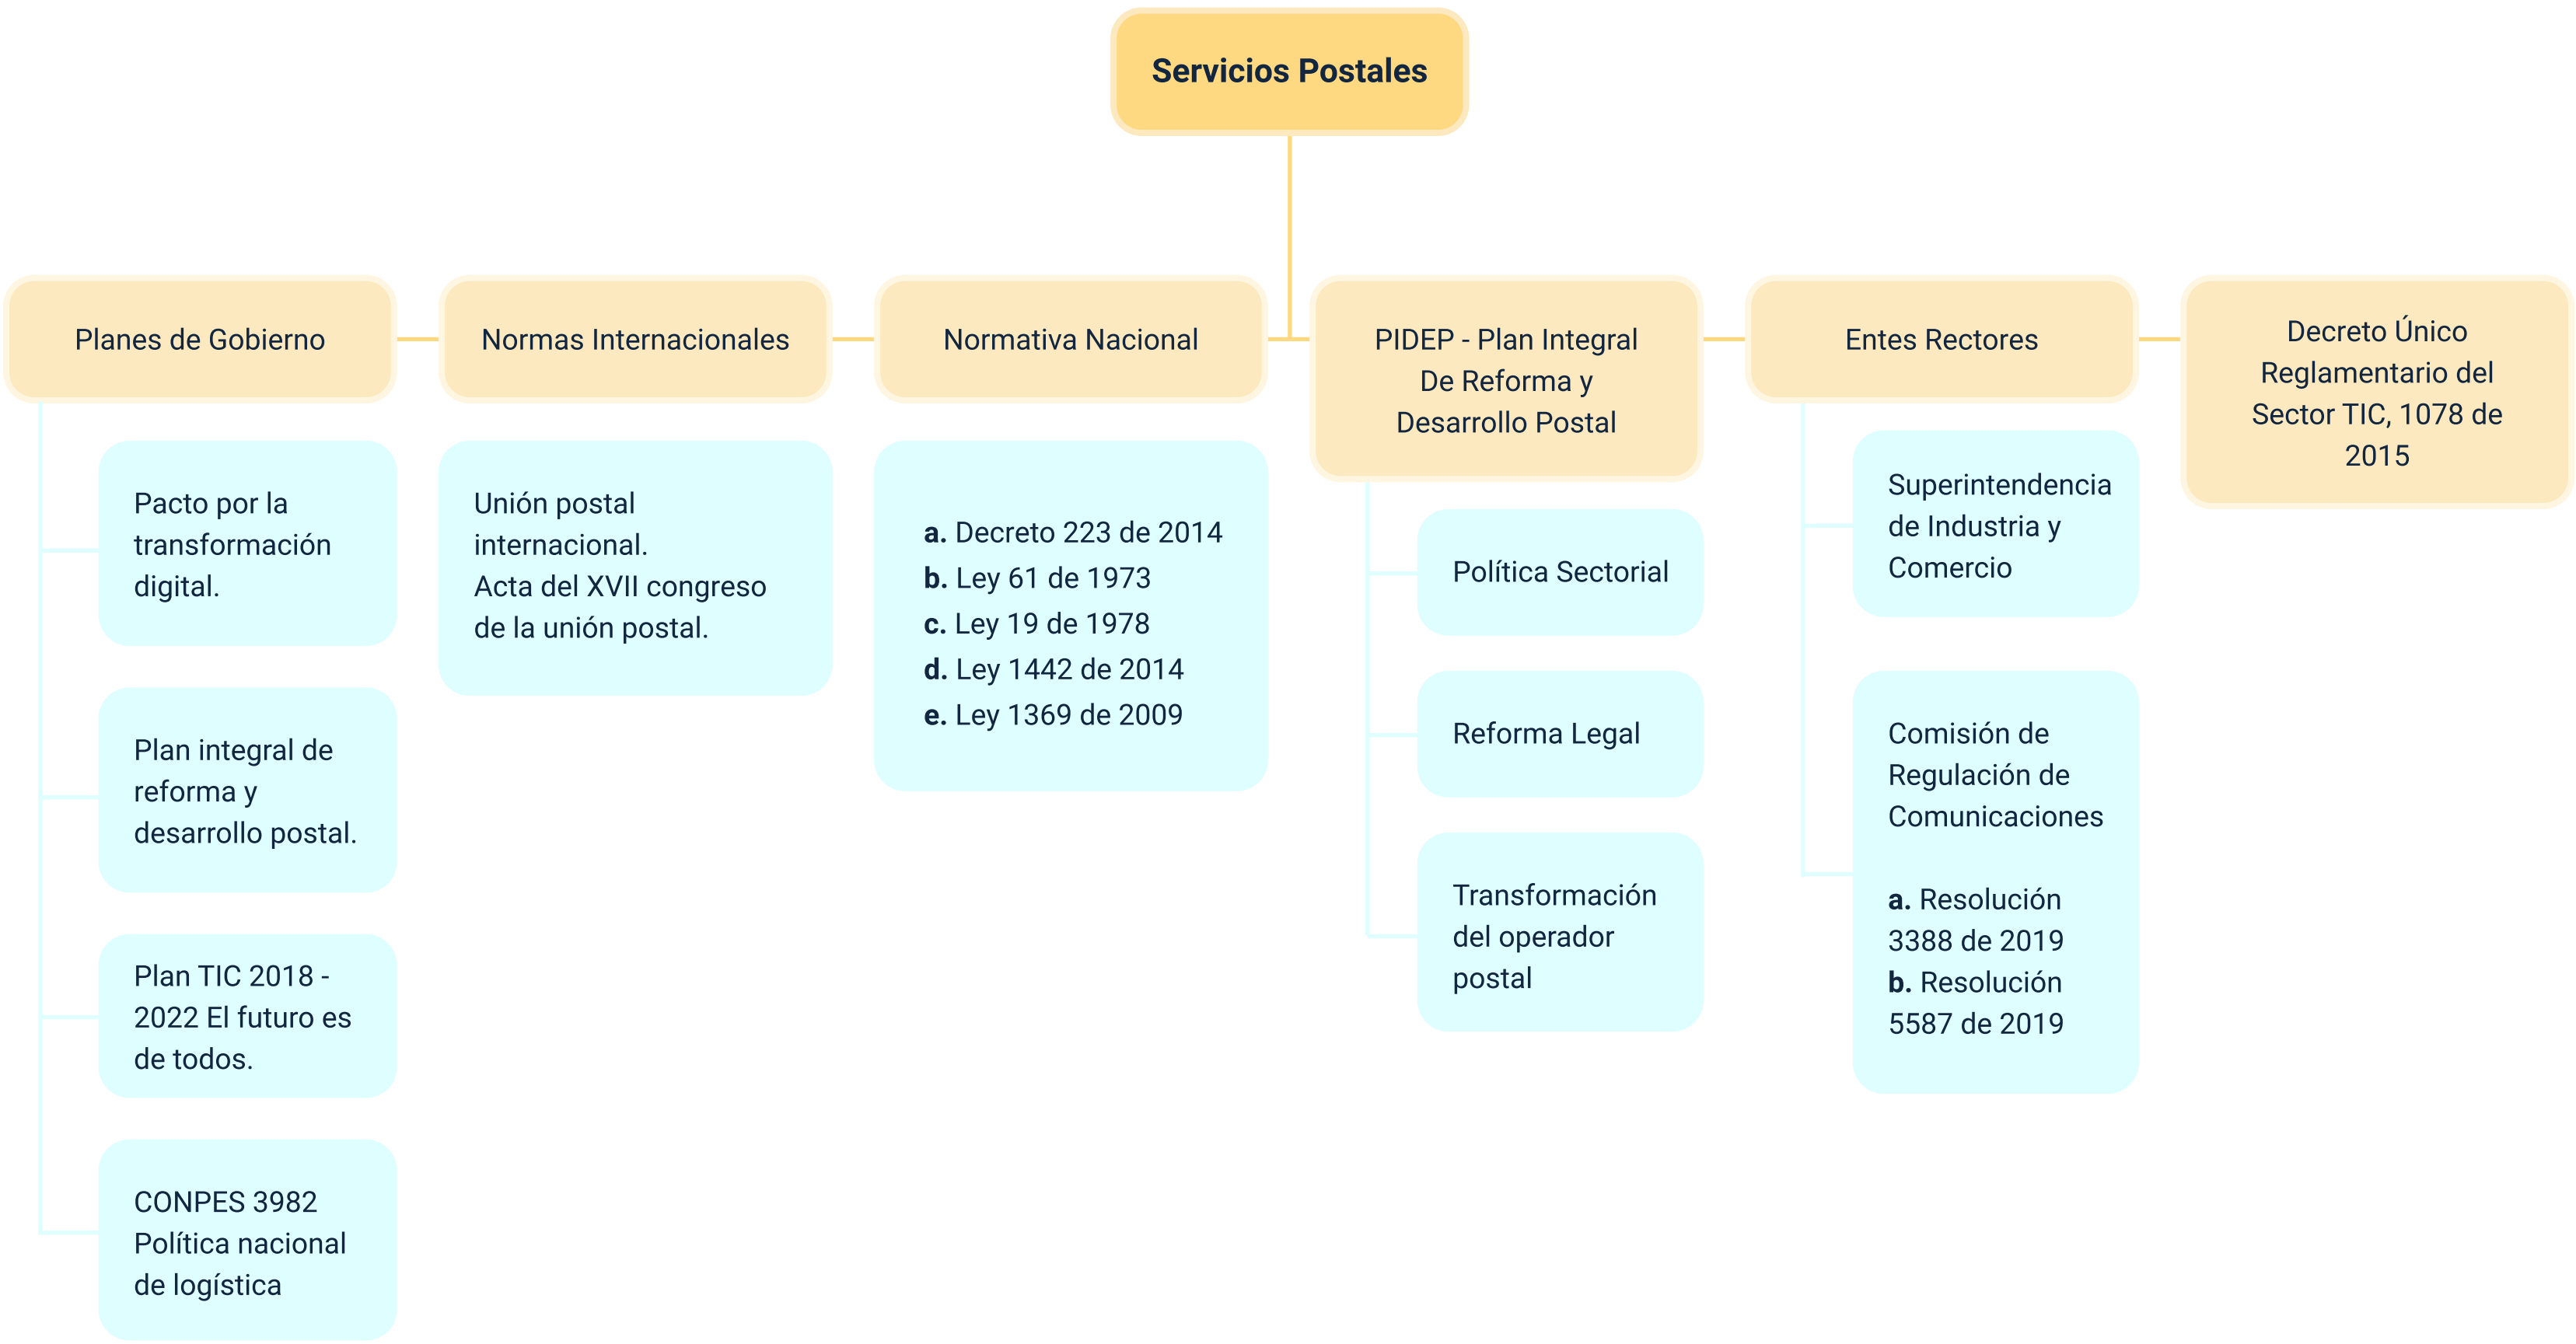 Servicios Postales
Planes de Gobierno
Pacto por la
transformación
digital.
Plan integral de
reforma y
desarrollo postal.
Plan TIC 2018 -
2022 El futuro es
de todos.
CONPES 3982
Política nacional
de logística
Normas Internacionales
Unión postal
internacional.
Acta del XVII congreso
de la unión postal.
Normativa Nacional
a. Decreto 223 de 2014
b. Ley 61 de 1973
c. Ley 19 de 1978
d. Ley 1442 de 2014
e. Ley 1369 de 2009
PIDEP - Plan Integral
De Reforma y
Desarrollo Postal
Política Sectorial
Reforma Legal
Transformación
del operador
postal
Entes Rectores
Superintendencia
de Industria y
Comercio
Comisión de
Regulación de
Comunicaciones
a. Resolución
3388 de 2019
b. Resolución
5587 de 2019
Decreto Único
Reglamentario del
Sector TIC, 1078 de
2015